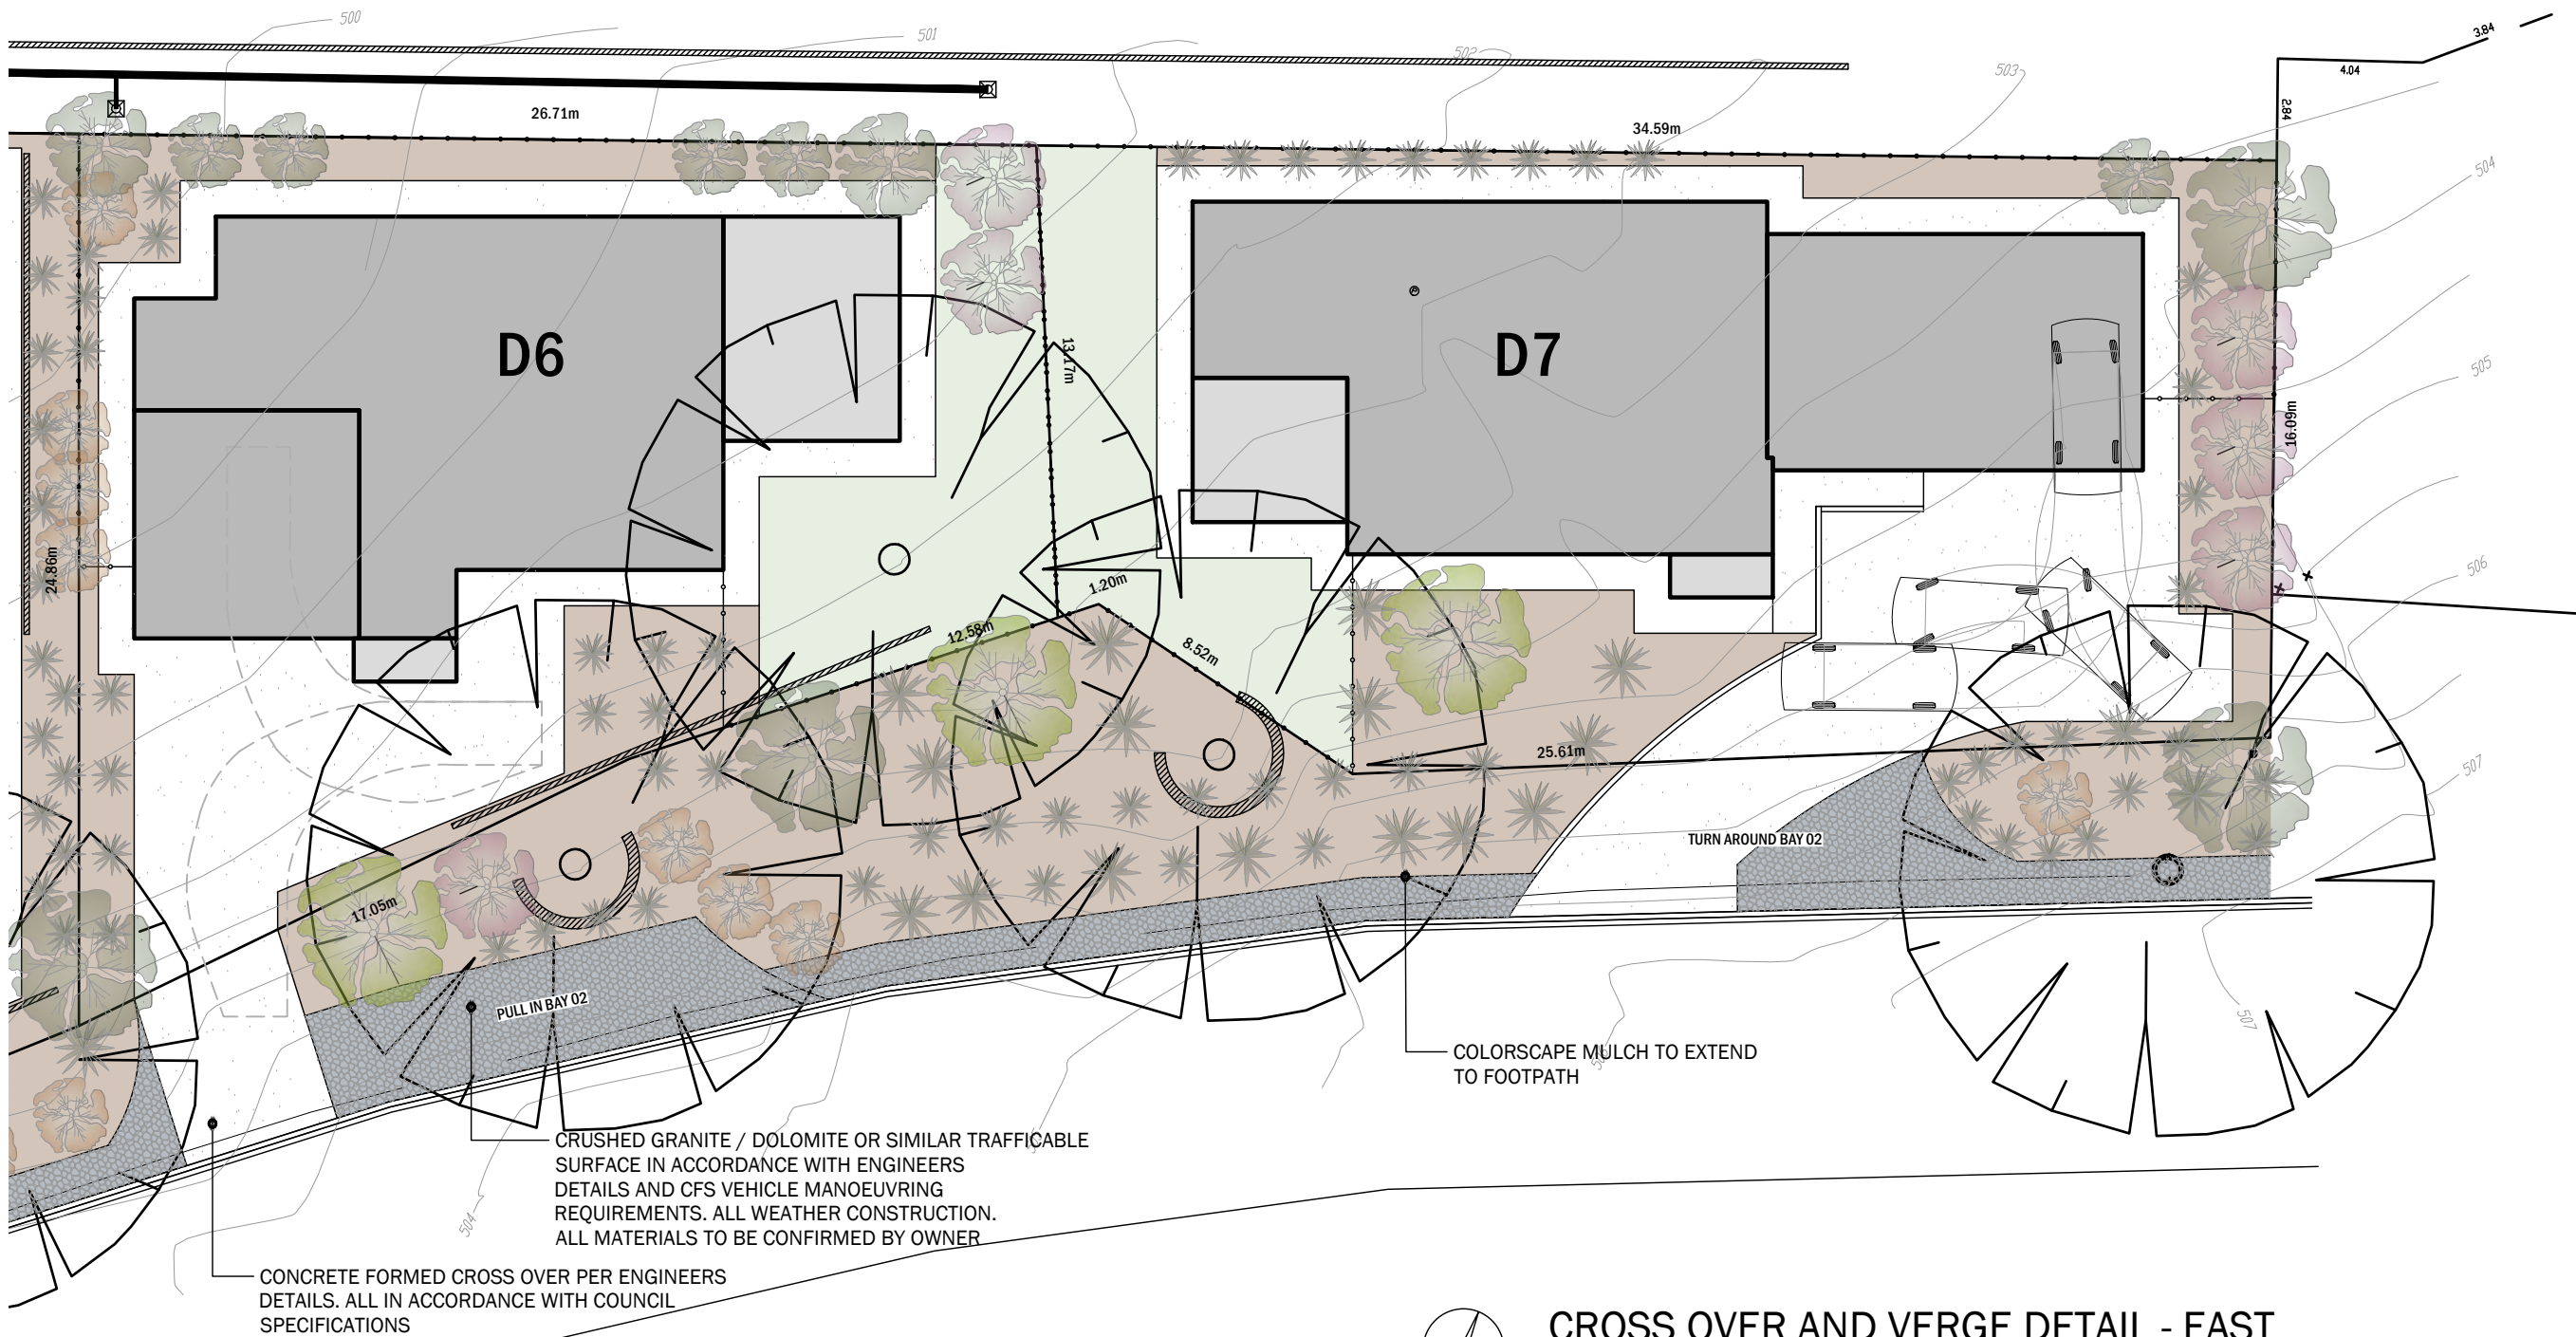 500
501
502
503
3.84
4.04
2.84
26.71m
34.59m
504
D6
D7
13.17m
505
16.09m
24.86m
506
1.20m
12.58m
8.52m
25.61m
507
TURN AROUND BAY 02
17.05m
PULL IN BAY 02
507
COLORSCAPE MULCH TO EXTEND
TO FOOTPATH
CRUSHED GRANITE / DOLOMITE OR SIMILAR TRAFFICABLE
SURFACE IN ACCORDANCE WITH ENGINEERS
DETAILS AND CFS VEHICLE MANOEUVRING
REQUIREMENTS. ALL WEATHER CONSTRUCTION.
ALL MATERIALS TO BE CONFIRMED BY OWNER
504
CONCRETE FORMED CROSS OVER PER ENGINEERS
DETAILS. ALL IN ACCORDANCE WITH COUNCIL
SPECIFICATIONS
CROSS OVER AND VERGE DETAIL - EAST